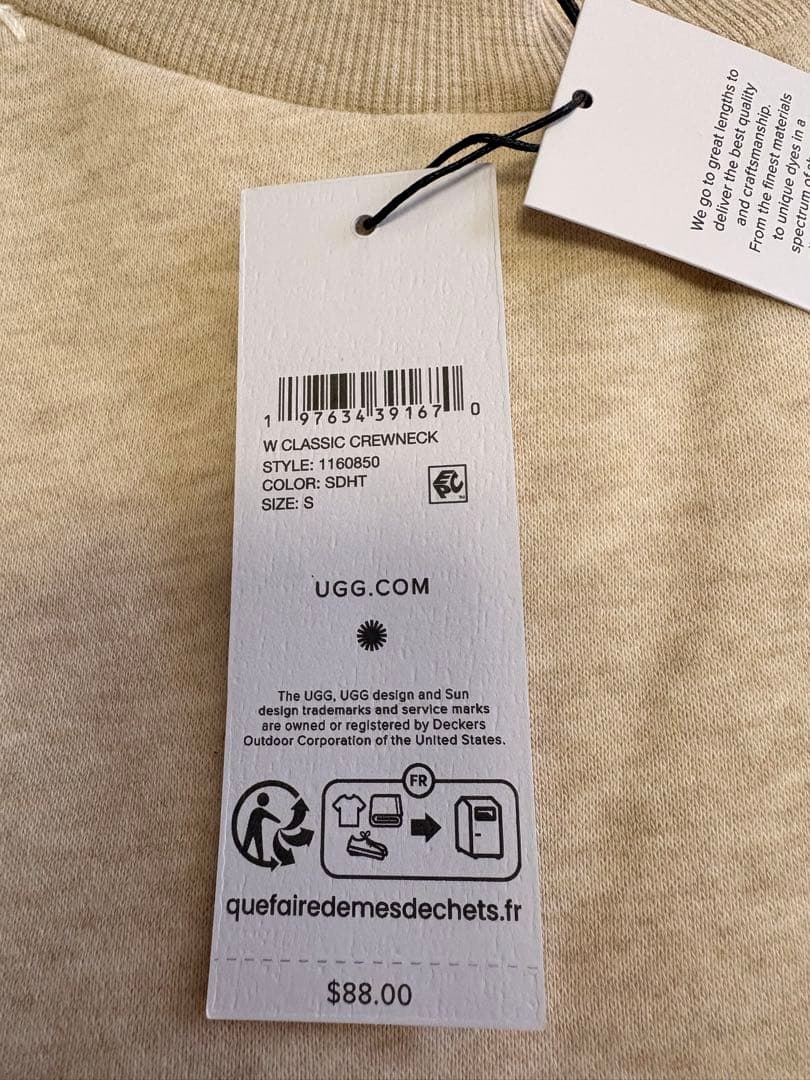 We go to great lengths to
deliver the best quality
and craftsmanship.
From the finest materials
to unique dyes in a
spectrum of
1 97634 39167 0
W CLASSIC CREWNECK
STYLE: 1160850
COLOR: SDHT
SIZE: S
EPC
UGG.COM
The UGG, UGG design and Sun
design trademarks and service marks
are owned or registered by Deckers
Outdoor Corporation of the United States.
FR
quefairedemesdechets.fr
$88.00